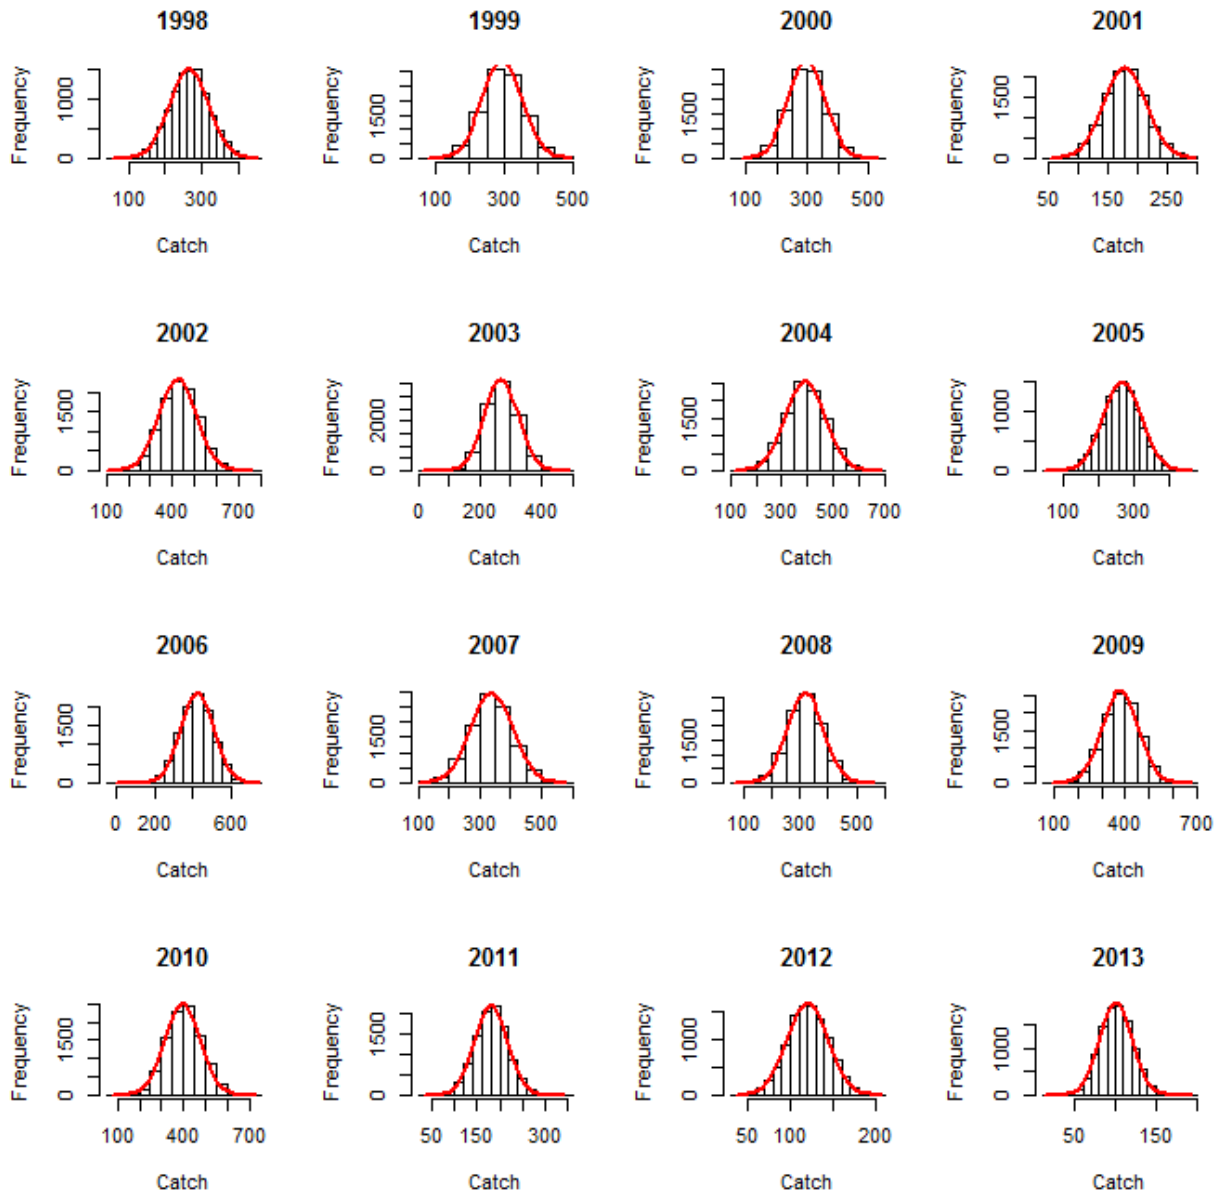 1998 1999 2000 2001
Frequency 0 1000 Frequency 0 1500 Frequency 0 1500 Frequency 0 1500
100 300 100 300 500 100 300 500 50 150 250
Catch Catch Catch Catch
2002 2003 2004 2005
Frequency 0 1500 Frequency 0 2000 Frequency 0 1500 Frequency 0 1000
100 400 700 0 200 400 100 300 500 700 100 300
Catch Catch Catch Catch
2006 2007 2008 2009
Frequency 0 1500 Frequency 0 1500 Frequency 0 1500 Frequency 0 1500
0 200 600 100 300 500 100 300 500 100 400 700
Catch Catch Catch Catch
2010 2011 2012 2013
Frequency 0 1500 Frequency 0 1500 Frequency 0 1000 Frequency 0 1000
100 400 700 50 150 300 50 100 200 50 150
Catch Catch Catch Catch